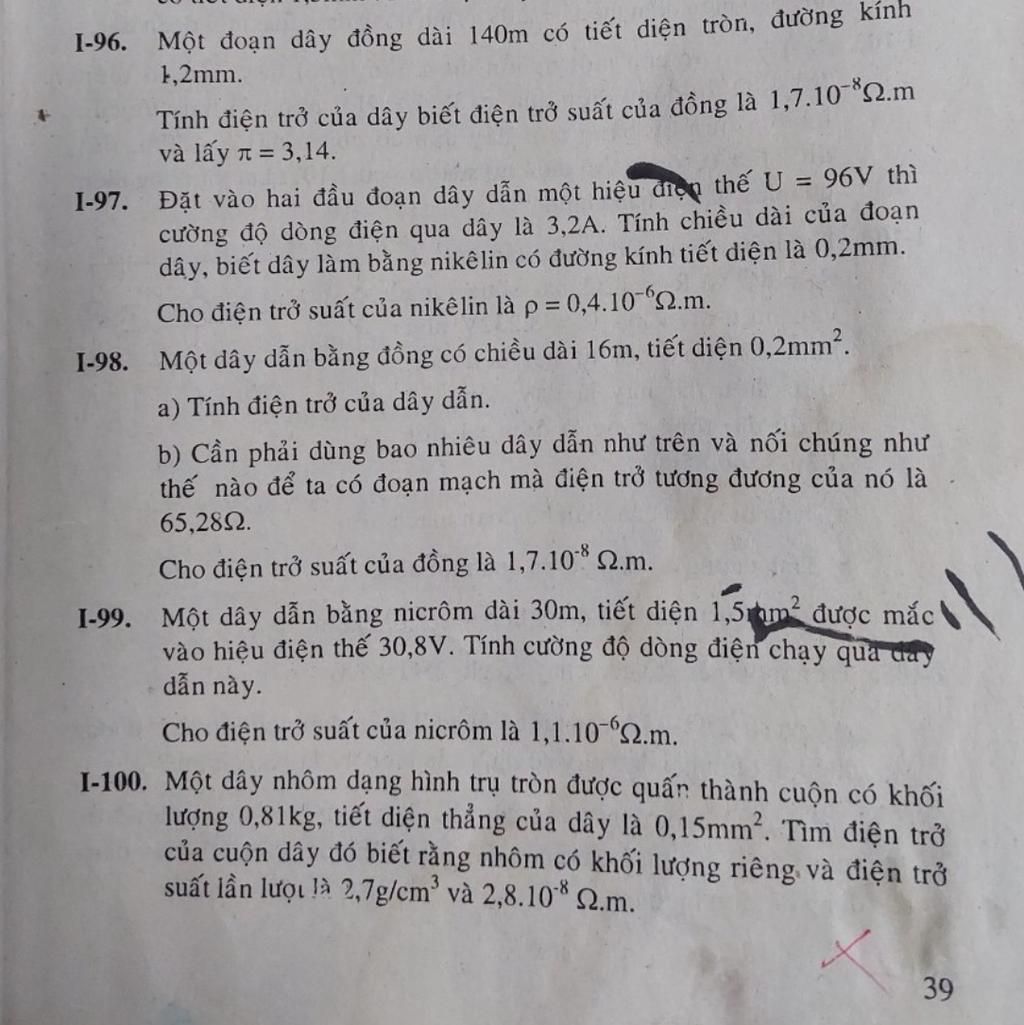 I-96. Một đoạn dây đồng dài 140m có tiết diện tròn, đường kính
1,2mm.
Tính điện trở của dây biết điện trở suất của đồng là 1,7.10⁻⁸Ω.m
và lấy π = 3,14.
I-97. Đặt vào hai đầu đoạn dây dẫn một hiệu điện thế U = 96V thì
cường độ dòng điện qua dây là 3,2A. Tính chiều dài của đoạn
dây, biết dây làm bằng nikêlin có đường kính tiết diện là 0,2mm.
Cho điện trở suất của nikêlin là ρ = 0,4.10⁻⁶Ω.m.
I-98. Một dây dẫn bằng đồng có chiều dài 16m, tiết diện 0,2mm².
a) Tính điện trở của dây dẫn.
b) Cần phải dùng bao nhiêu dây dẫn như trên và nối chúng như
thế nào để ta có đoạn mạch mà điện trở tương đương của nó là
65,28Ω.
Cho điện trở suất của đồng là 1,7.10⁻⁸ Ω.m.
I-99. Một dây dẫn bằng nicrôm dài 30m, tiết diện 1,5mm² được mắc
vào hiệu điện thế 30,8V. Tính cường độ dòng điện chạy qua dây
dẫn này.
Cho điện trở suất của nicrôm là 1,1.10⁻⁶Ω.m.
I-100. Một dây nhôm dạng hình trụ tròn được quấn thành cuộn có khối
lượng 0,81kg, tiết diện thẳng của dây là 0,15mm². Tìm điện trở
của cuộn dây đó biết rằng nhôm có khối lượng riêng và điện trở
suất lần lượt là 2,7g/cm³ và 2,8.10⁻⁸ Ω.m.
39